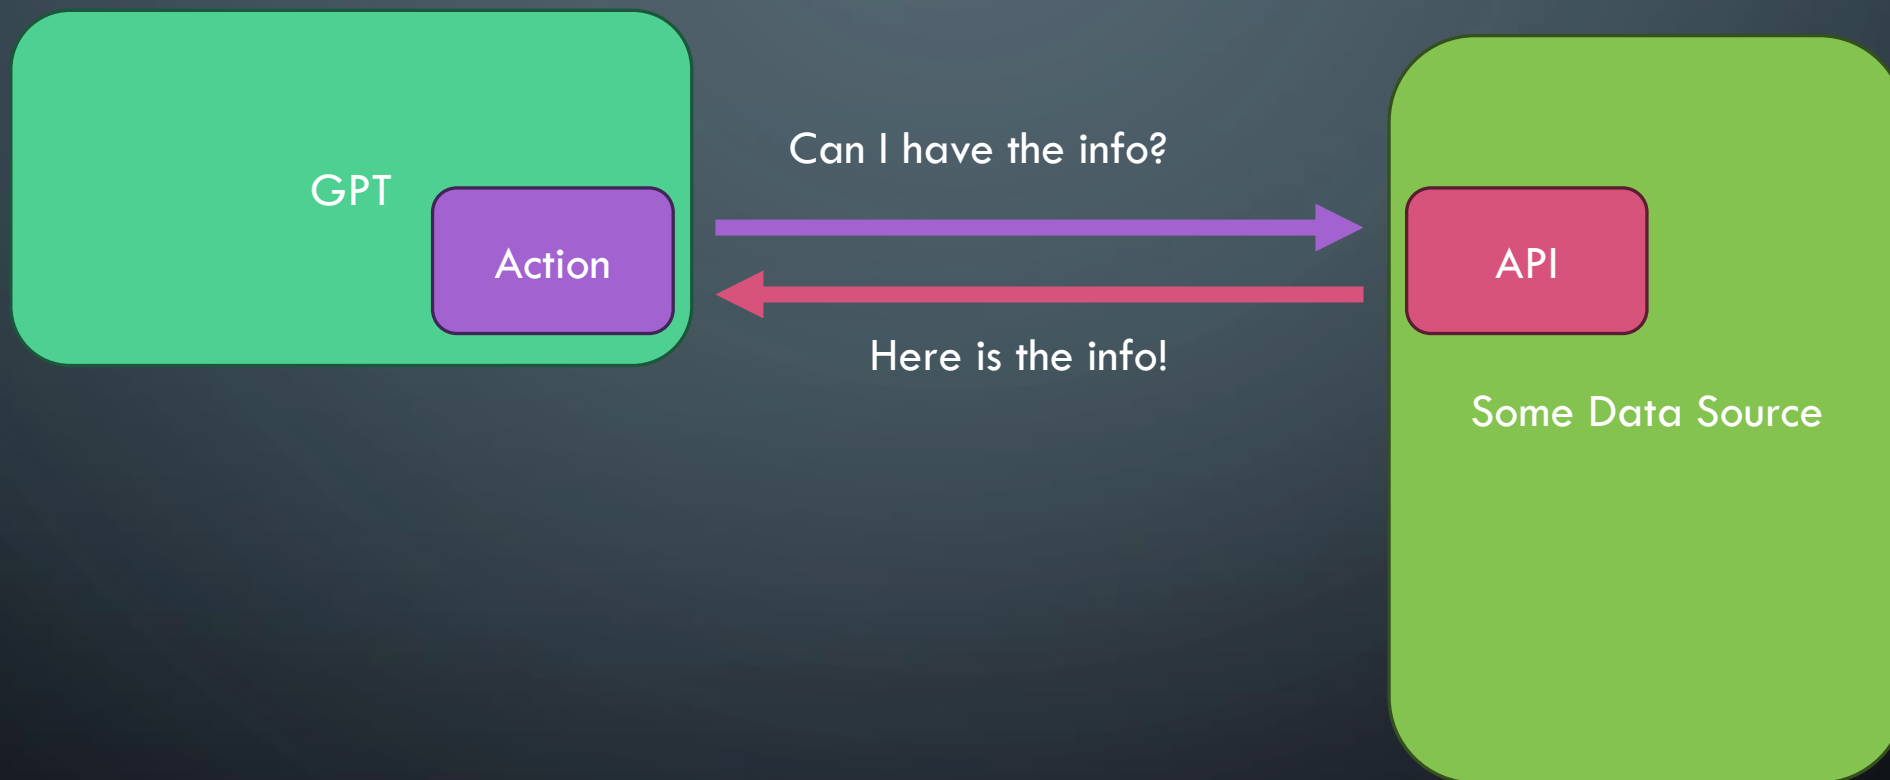 GPT
Action
Can I have the info?
Here is the info!
API
Some Data Source